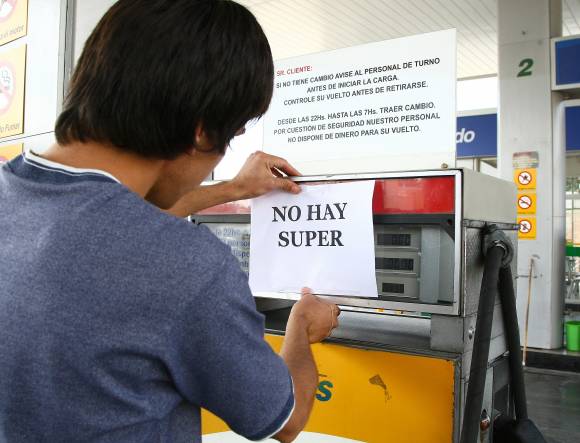 SR. CLIENTE:
SI NO TIENE CAMBIO AVISE AL PERSONAL DE TURNO
ANTES DE INICIAR LA CARGA.
CONTROLE SU VUELTO ANTES DE RETIRARSE.
DESDE LAS 22Hs. HASTA LAS 7Hs. TRAER CAMBIO.
POR CUESTION DE SEGURIDAD NUESTRO PERSONAL
NO DISPONE DE DINERO PARA SU VUELTO.
2
NO HAY
SUPER